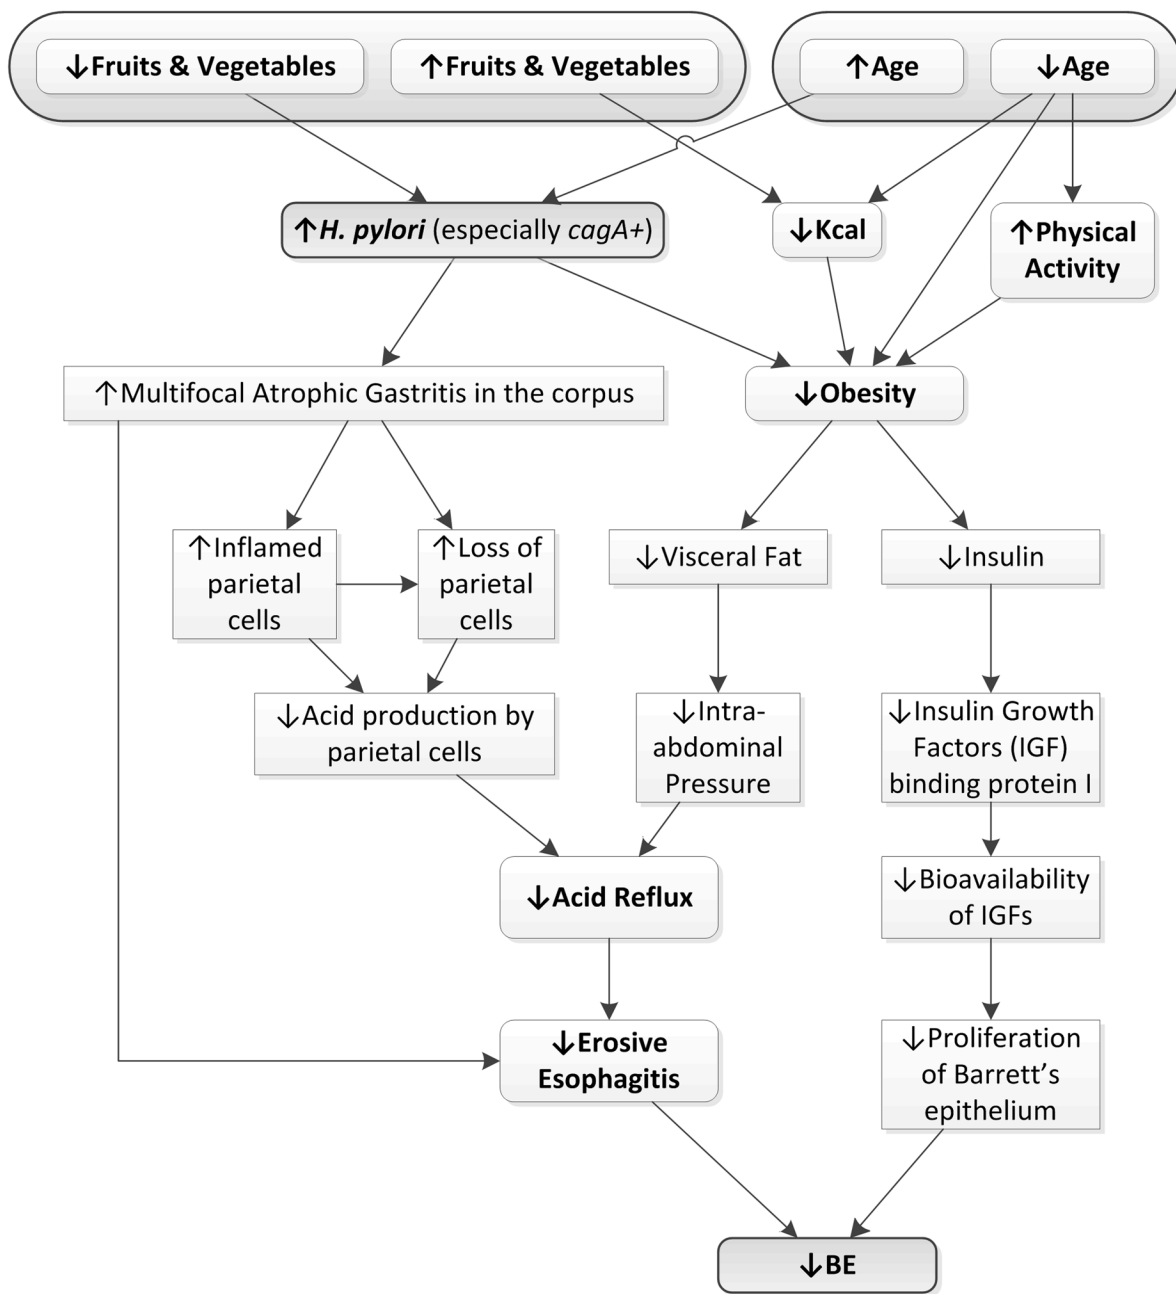 ↓Fruits & Vegetables
↑Fruits & Vegetables
↑Age
↓Age
↑H. pylori (especially cagA+)
↓Kcal
↑Physical
Activity
↑Multifocal Atrophic Gastritis in the corpus
↓Obesity
↑Inflamed
parietal
cells
↑Loss of
parietal
cells
↓Visceral Fat
↓Insulin
↓Acid production by
parietal cells
↓Intra-
abdominal
Pressure
↓Insulin Growth
Factors (IGF)
binding protein I
↓Acid Reflux
↓Bioavailability
of IGFs
↓Erosive
Esophagitis
↓Proliferation
of Barrett’s
epithelium
↓BE